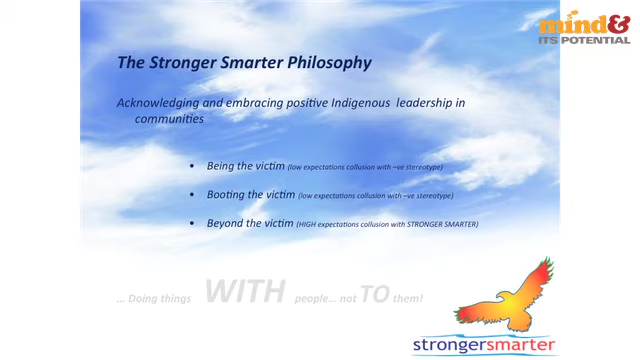 mind&
ITS POTENTIAL
The Stronger Smarter Philosophy
Acknowledging and embracing positive Indigenous leadership in
communities
• Being the victim (low expectations collusion with –ve stereotype)
• Booting the victim (low expectations collusion with –ve stereotype)
• Beyond the victim (HIGH expectations collusion with STRONGER SMARTER)
... Doing things WITH people... not TO them!
strongersmarter